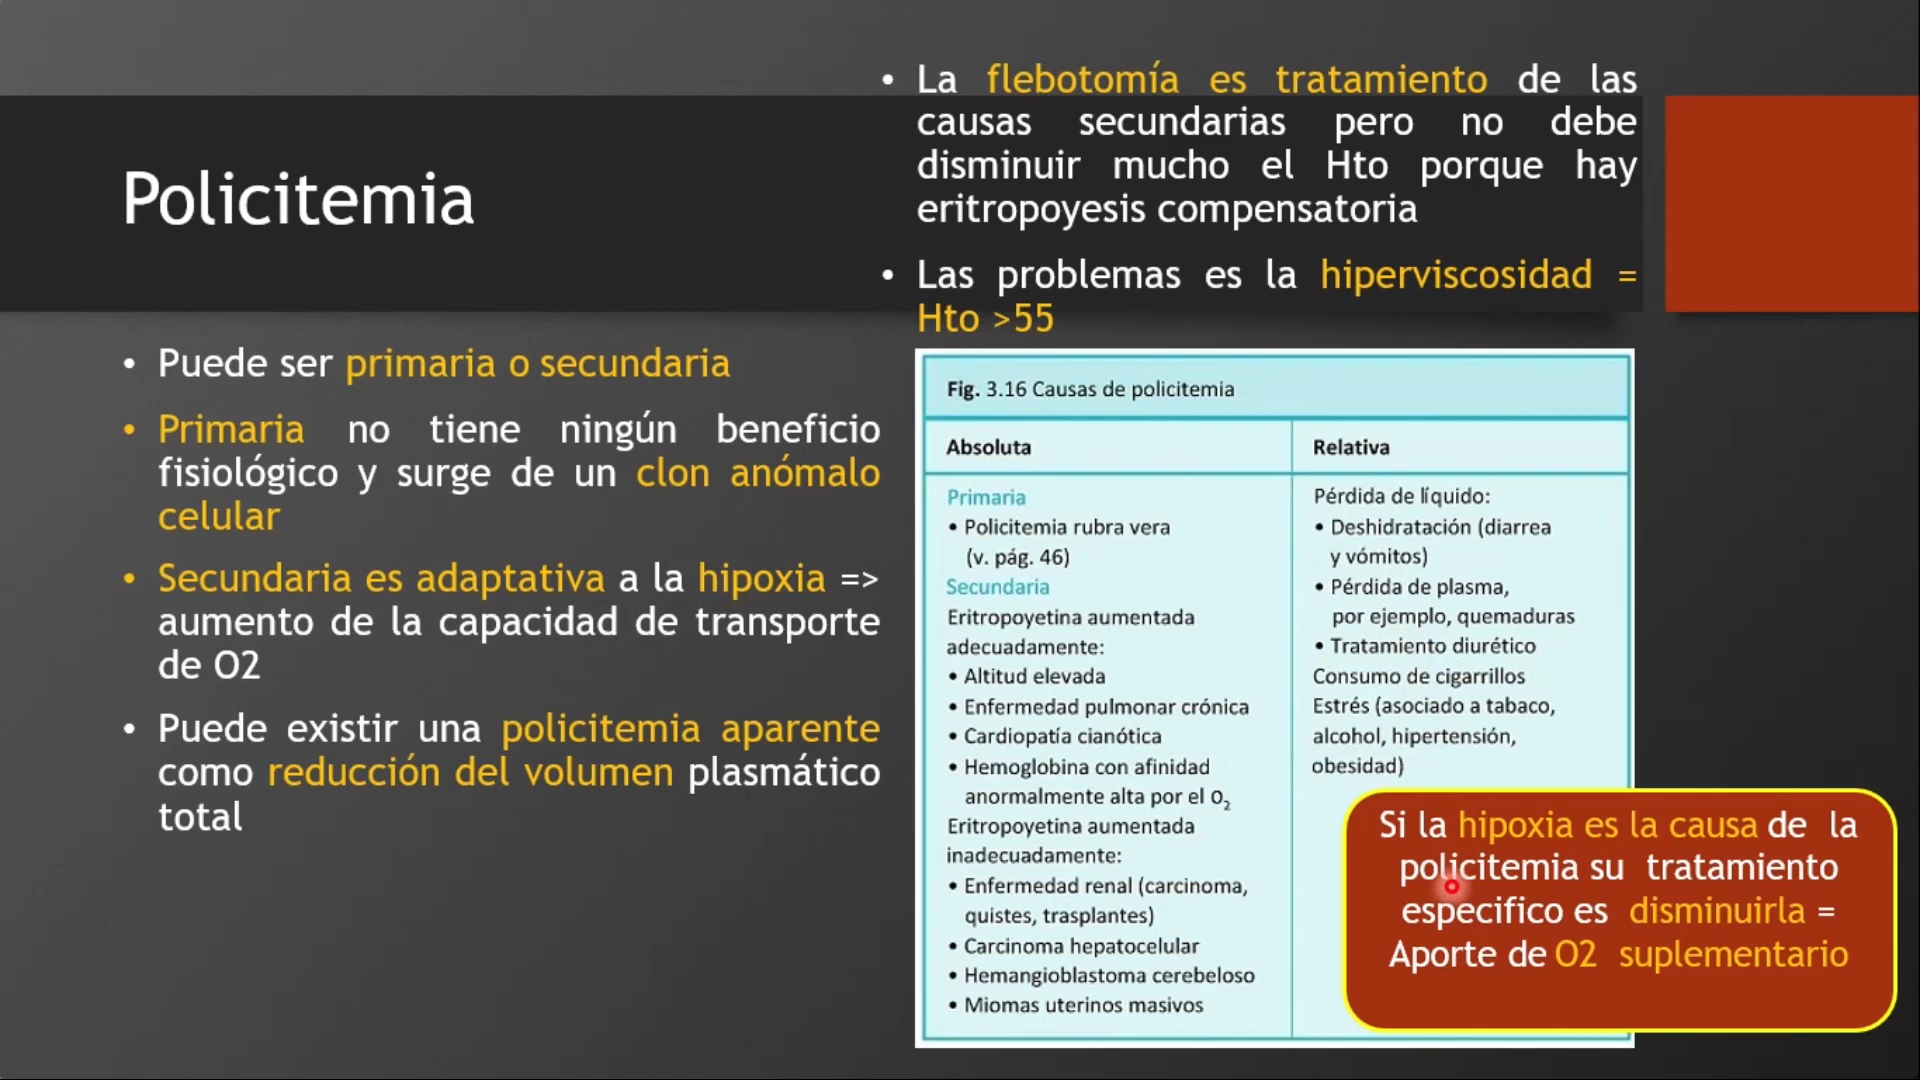 Policitemia
• Puede ser primaria o secundaria
• Primaria no tiene ningún beneficio
fisiológico y surge de un clon anómalo
celular
• Secundaria es adaptativa a la hipoxia =>
aumento de la capacidad de transporte
de O2
• Puede existir una policitemia aparente
como reducción del volumen plasmático
total
• La flebotomía es tratamiento de las
causas secundarias pero no debe
disminuir mucho el Hto porque hay
eritropoyesis compensatoria
• Las problemas es la hiperviscosidad =
Hto >55
Fig. 3.16 Causas de policitemia
Absoluta
Primaria
• Policitemia rubra vera
(v. pág. 46)
Secundaria
Eritropoyetina aumentada
adecuadamente:
• Altitud elevada
• Enfermedad pulmonar crónica
• Cardiopatía cianótica
• Hemoglobina con afinidad
anormalmente alta por el O₂
Eritropoyetina aumentada
inadecuadamente:
• Enfermedad renal (carcinoma,
quistes, trasplantes)
• Carcinoma hepatocelular
• Hemangioblastoma cerebeloso
• Miomas uterinos masivos
Relativa
Pérdida de líquido:
• Deshidratación (diarrea
y vómitos)
• Pérdida de plasma,
por ejemplo, quemaduras
• Tratamiento diurético
Consumo de cigarrillos
Estrés (asociado a tabaco,
alcohol, hipertensión,
obesidad)
Si la hipoxia es la causa de la
policitemia su tratamiento
especifico es disminuirla =
Aporte de O2 suplementario